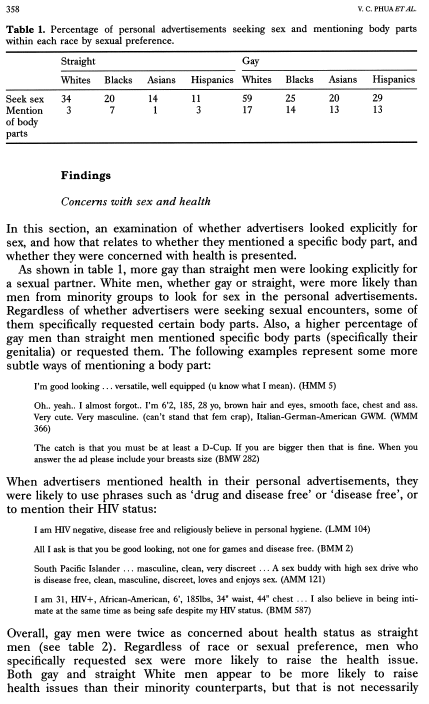 358
V. C. PHUA ET AL.
Table 1. Percentage of personal advertisements seeking sex and mentioning body parts
within each race by sexual preference.
Straight Gay
Whites Blacks Asians Hispanics Whites Blacks Asians Hispanics
Seek sex 34 20 14 11 59 25 20 29
Mention 3 7 1 3 17 14 13 13
of body
parts
Findings
Concerns with sex and health
In this section, an examination of whether advertisers looked explicitly for
sex, and how that relates to whether they mentioned a specific body part, and
whether they were concerned with health is presented.
As shown in table 1, more gay than straight men were looking explicitly for
a sexual partner. White men, whether gay or straight, were more likely than
men from minority groups to look for sex in the personal advertisements.
Regardless of whether advertisers were seeking sexual encounters, some of
them specifically requested certain body parts. Also, a higher percentage of
gay men than straight men mentioned specific body parts (specifically their
genitalia) or requested them. The following examples represent some more
subtle ways of mentioning a body part:
I'm good looking ... versatile, well equipped (u know what I mean). (HMM 5)
Oh.. yeah.. I almost forgot.. I'm 6'2, 185, 28 yo, brown hair and eyes, smooth face, chest and ass.
Very cute. Very masculine. (can't stand that fem crap), Italian-German-American GWM. (WMM
366)
The catch is that you must be at least a D-Cup. If you are bigger then that is fine. When you
answer the ad please include your breasts size (BMW 282)
When advertisers mentioned health in their personal advertisements, they
were likely to use phrases such as 'drug and disease free' or 'disease free', or
to mention their HIV status:
I am HIV negative, disease free and religiously believe in personal hygiene. (LMM 104)
All I ask is that you be good looking, not one for games and disease free. (BMM 2)
South Pacific Islander ... masculine, clean, very discreet ... A sex buddy with high sex drive who
is disease free, clean, masculine, discreet, loves and enjoys sex. (AMM 121)
I am 31, HIV+, African-American, 6', 185lbs, 34" waist, 44" chest ... I also believe in being inti-
mate at the same time as being safe despite my HIV status. (BMM 587)
Overall, gay men were twice as concerned about health status as straight
men (see table 2). Regardless of race or sexual preference, men who
specifically requested sex were more likely to raise the health issue.
Both gay and straight White men appear to be more likely to raise
health issues than their minority counterparts, but that is not necessarily